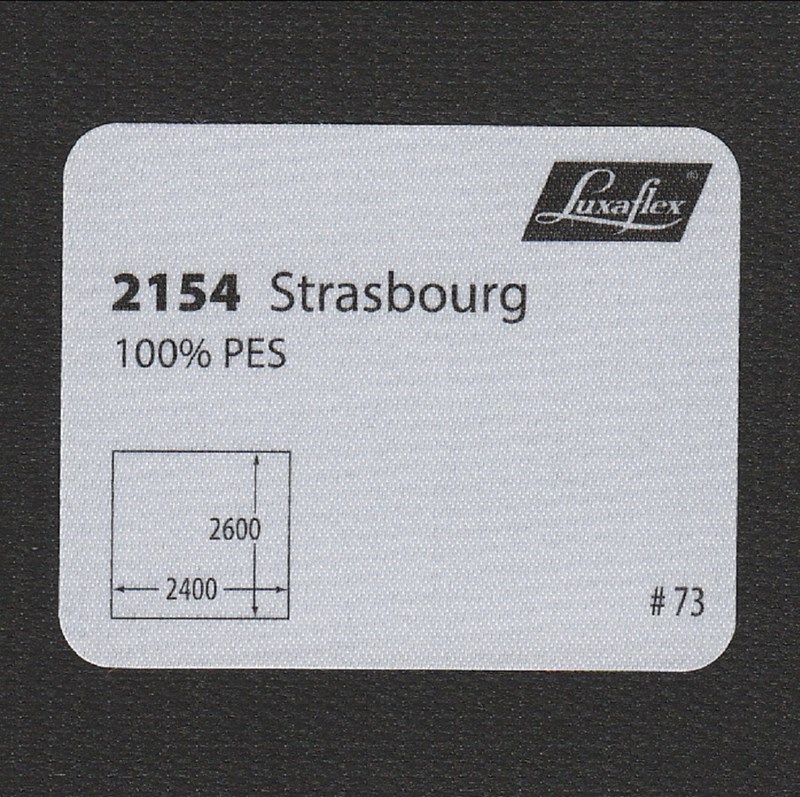 Luxaflex®
2154 Strasbourg
100% PES
2600
2400
# 73